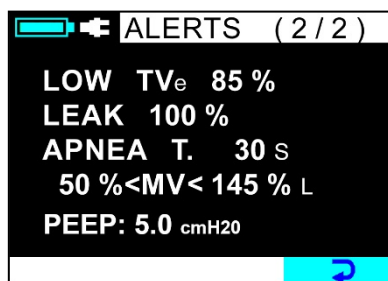 ALERTS (2/2)
LOW TVe 85 %
LEAK 100 %
APNEA T. 30 S
50 %<MV< 145 % L
PEEP: 5.0 cmH20